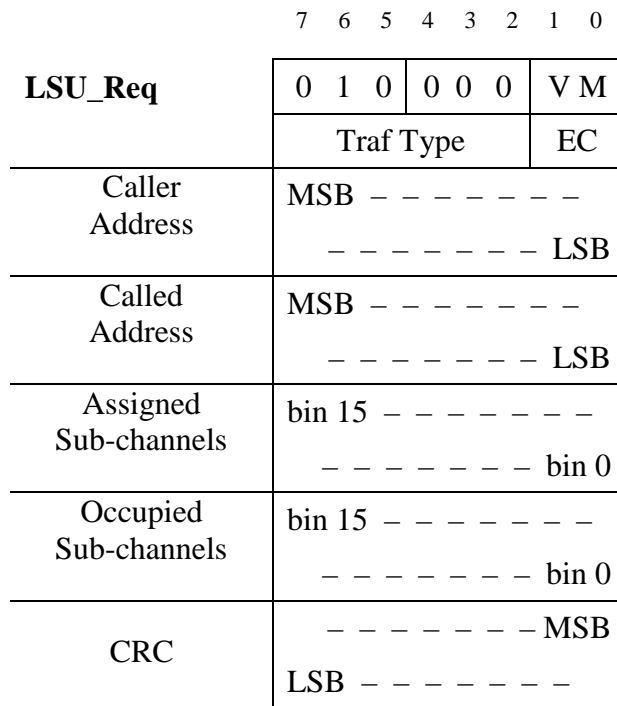 7 6 5 4 3 2 1 0
LSU_Req 0 1 0 0 0 0 V M
Traf Type EC
Caller
Address
MSB – – – – – – –
– – – – – – – LSB
Called
Address
MSB – – – – – – –
– – – – – – – LSB
Assigned
Sub-channels
bin 15 – – – – – – –
– – – – – – – bin 0
Occupied
Sub-channels
bin 15 – – – – – – –
– – – – – – – bin 0
CRC
– – – – – – – MSB
LSB – – – – – – –